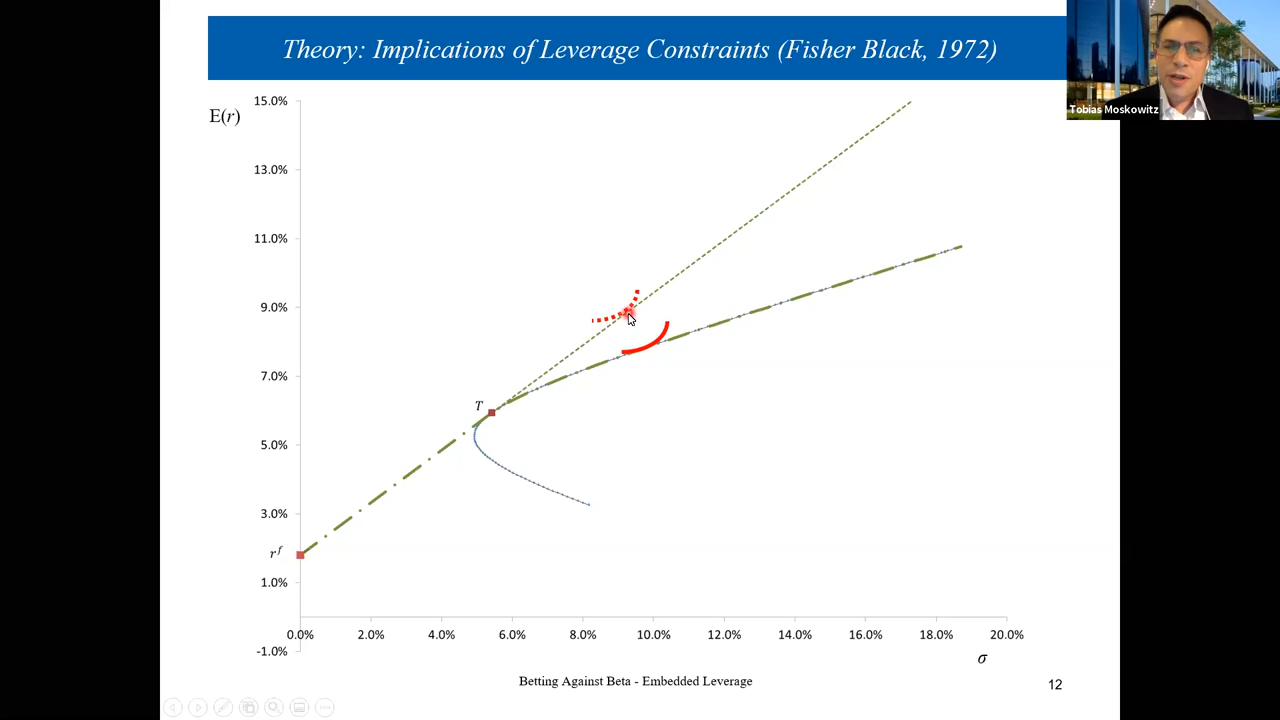 Theory: Implications of Leverage Constraints (Fisher Black, 1972)
Tobias Moskowitz
E(r)
15.0%
13.0%
11.0%
9.0%
7.0%
T
5.0%
3.0%
r^f
1.0%
0.0% 2.0% 4.0% 6.0% 8.0% 10.0% 12.0% 14.0% 16.0% 18.0% 20.0%
-1.0%
σ
Betting Against Beta - Embedded Leverage
12